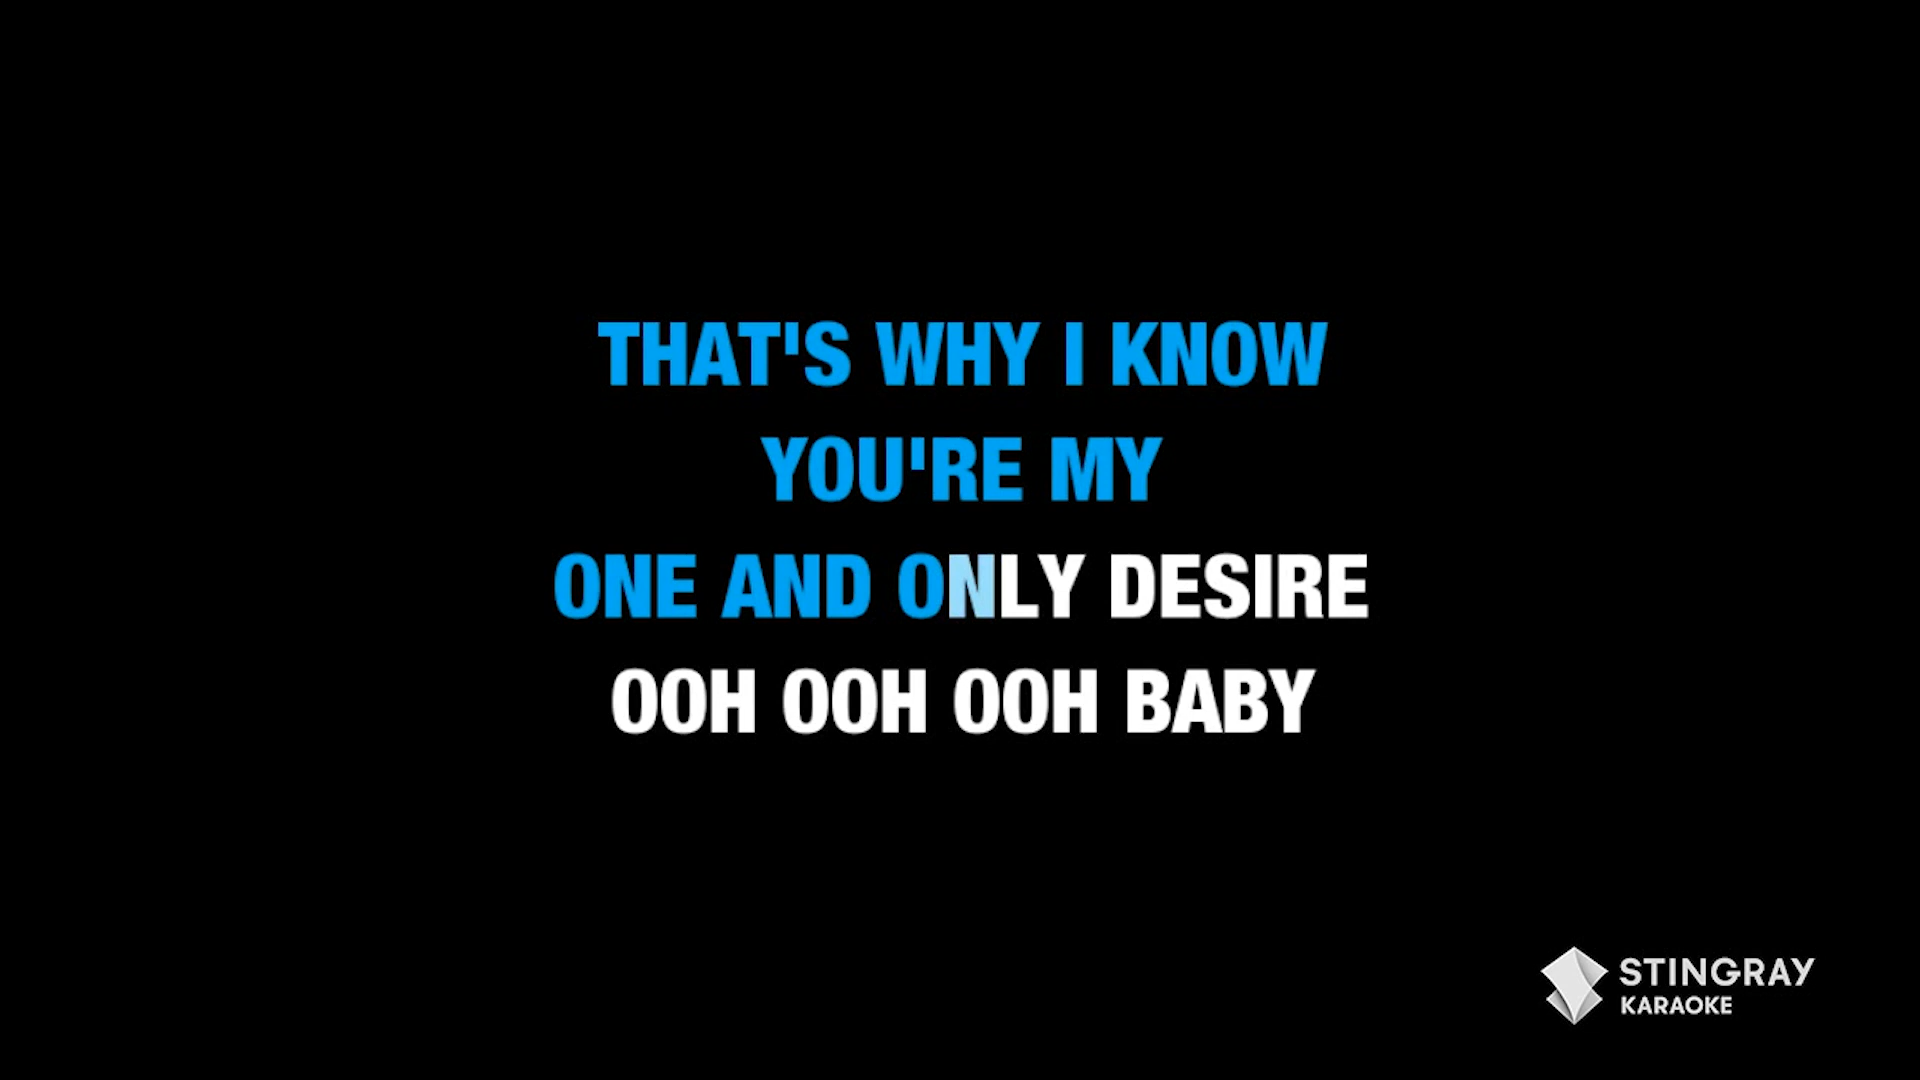 THAT'S WHY I KNOW
YOU'RE MY
ONE AND ONLY DESIRE
OOH OOH OOH BABY
STINGRAY
KARAOKE